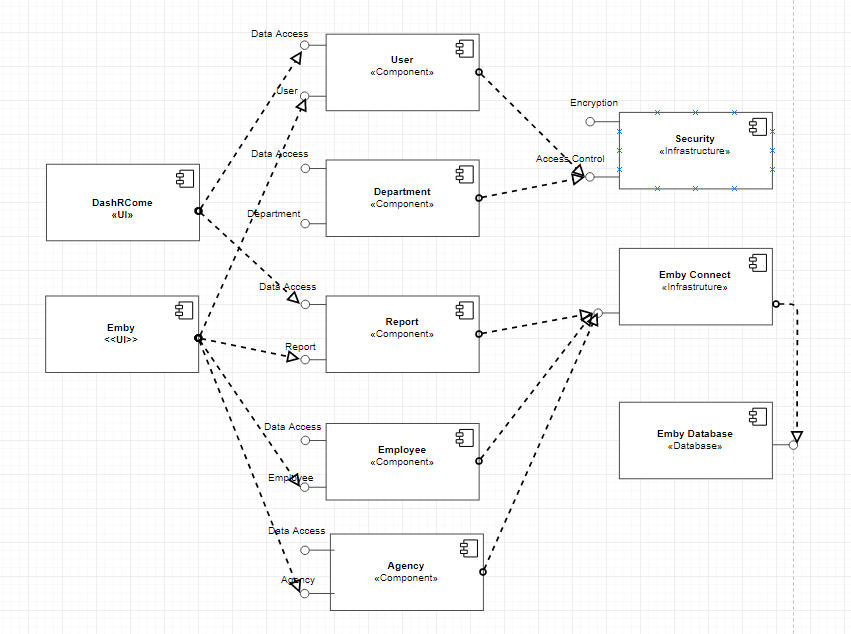 Data Access
User
«Component»
User
Encryption
Security
«Infrastructure»
Access Control
Data Access
Department
«Component»
Department
DashRCome
«UI»
Data Access
Report
«Component»
Report
Emby Connect
«Infrastruture»
Emby
<<UI>>
Data Access
Employee
«Component»
Employee
Emby Database
«Database»
Data Access
Agency
«Component»
Agency